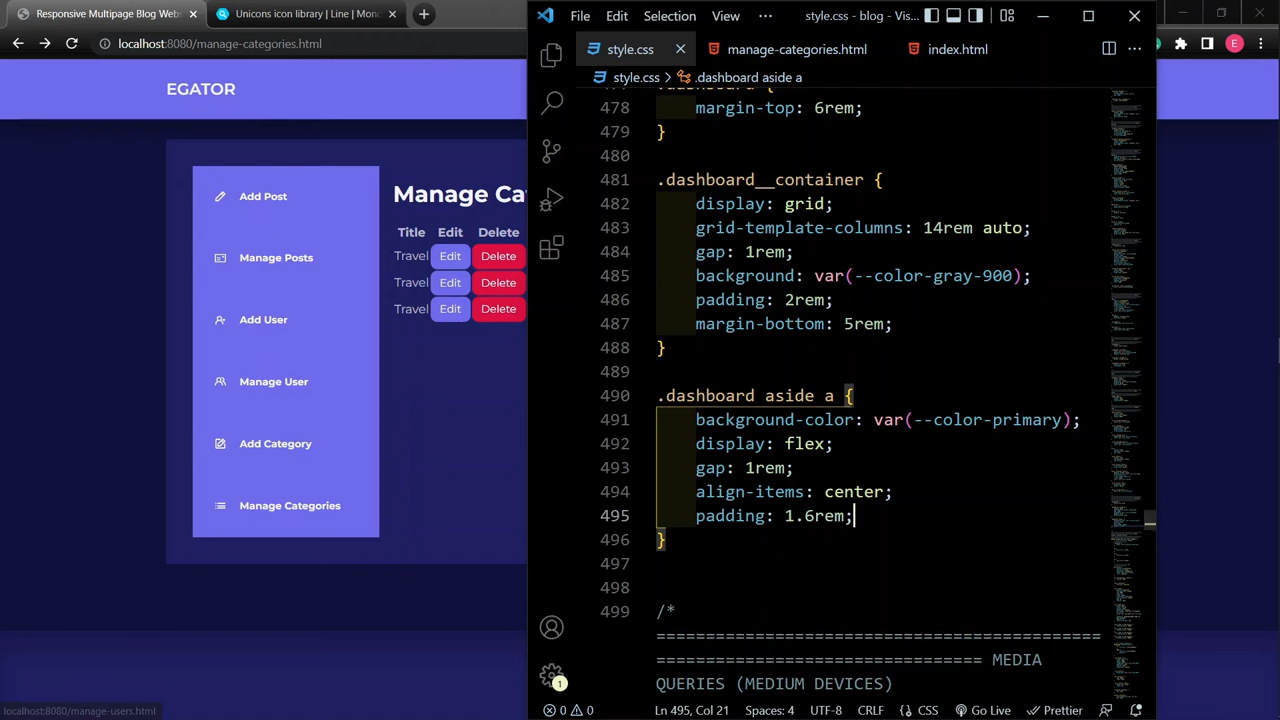 Responsive Multipage Blog Webs
Unicons icon library | Line | Mono
localhost:8080/manage-categories.html
E
EGATOR
Add Post
Manage Posts
Add User
Manage User
Add Category
Manage Categories
Manage Ca
Title Edit Delete
Edit Delete
Edit Delete
Edit Delete
localhost:8080/manage-users.html
File Edit Selection View ··· style.css - blog - Vis...
style.css manage-categories.html index.html
style.css > .dashboard aside a
.dashboard {
478 margin-top: 6rem;
479 }
480
481 .dashboard__container {
482 display: grid;
483 grid-template-columns: 14rem auto;
484 gap: 1rem;
485 background: var(--color-gray-900);
486 padding: 2rem;
487 margin-bottom: 5rem;
488 }
489
490 .dashboard aside a {
491 background-color: var(--color-primary);
492 display: flex;
493 gap: 1rem;
494 align-items: center;
495 padding: 1.6rem;
496 }
497
498
499 /*
=============================================
================================= MEDIA
QUERIES (MEDIUM DEVICES)
1
0 0 Ln 495, Col 21 Spaces: 4 UTF-8 CRLF {} CSS Go Live Prettier